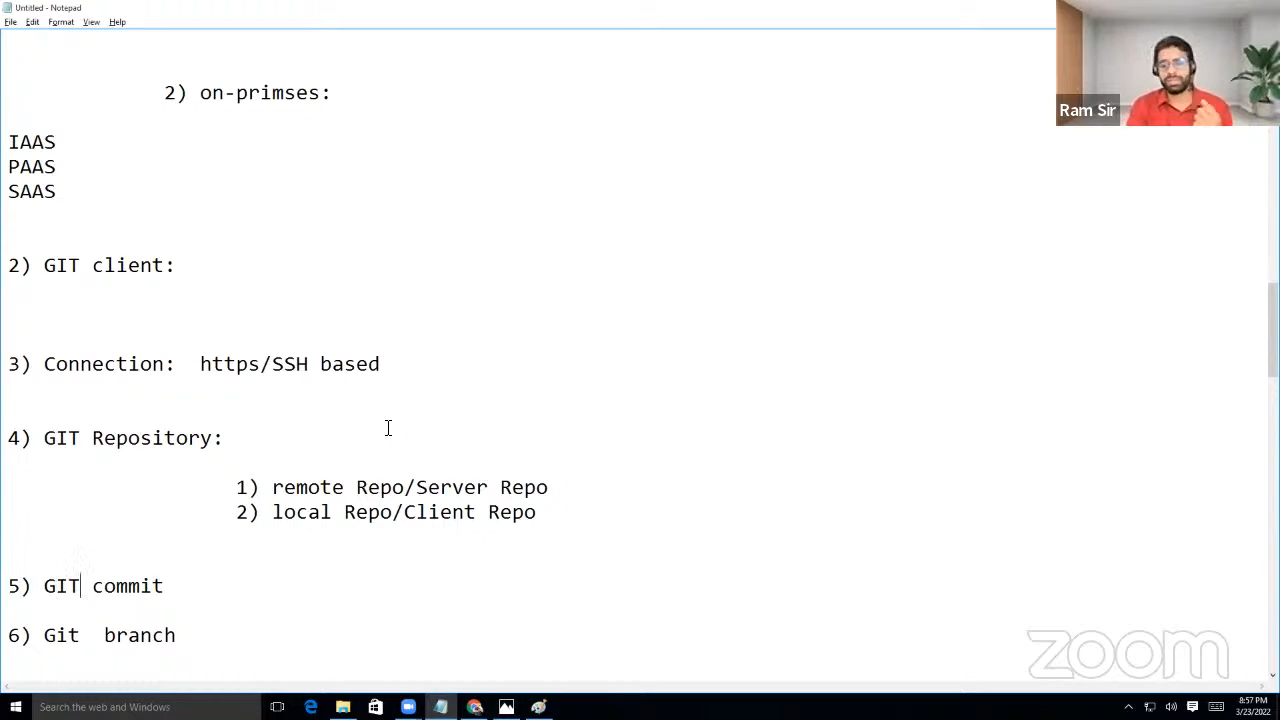 Untitled - Notepad
File Edit Format View Help
2) on-primses:
IAAS
PAAS
SAAS
2) GIT client:
3) Connection: https/SSH based
4) GIT Repository:
1) remote Repo/Server Repo
2) local Repo/Client Repo
5) GIT commit
6) Git branch
Ram Sir
zoom
Search the web and Windows
8:57 PM
3/23/2022